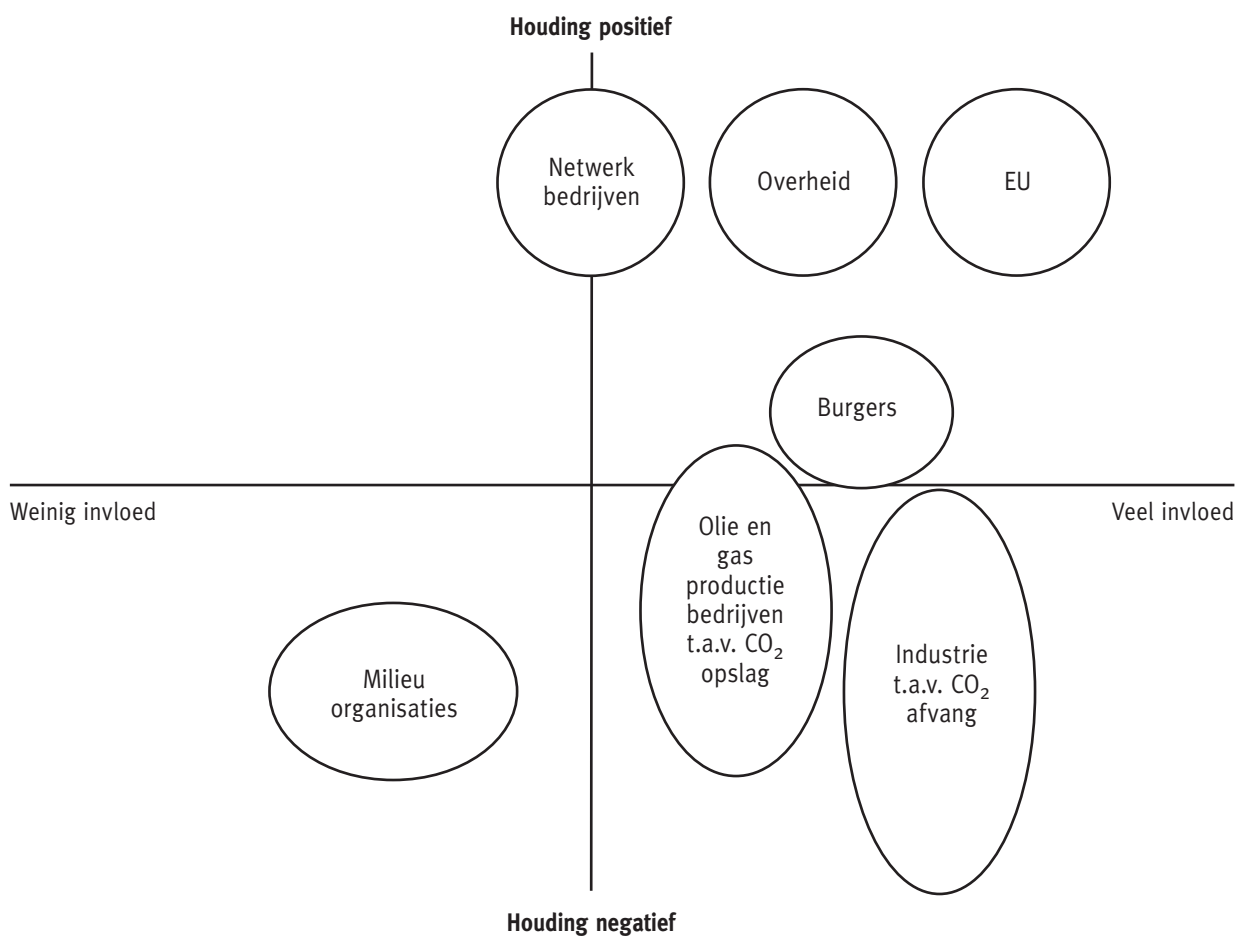 Houding positief
Netwerk
bedrijven
Overheid
EU
Burgers
Weinig invloed
Veel invloed
Olie en
gas
productie
bedrijven
t.a.v. CO₂
opslag
Industrie
t.a.v. CO₂
afvang
Milieu
organisaties
Houding negatief